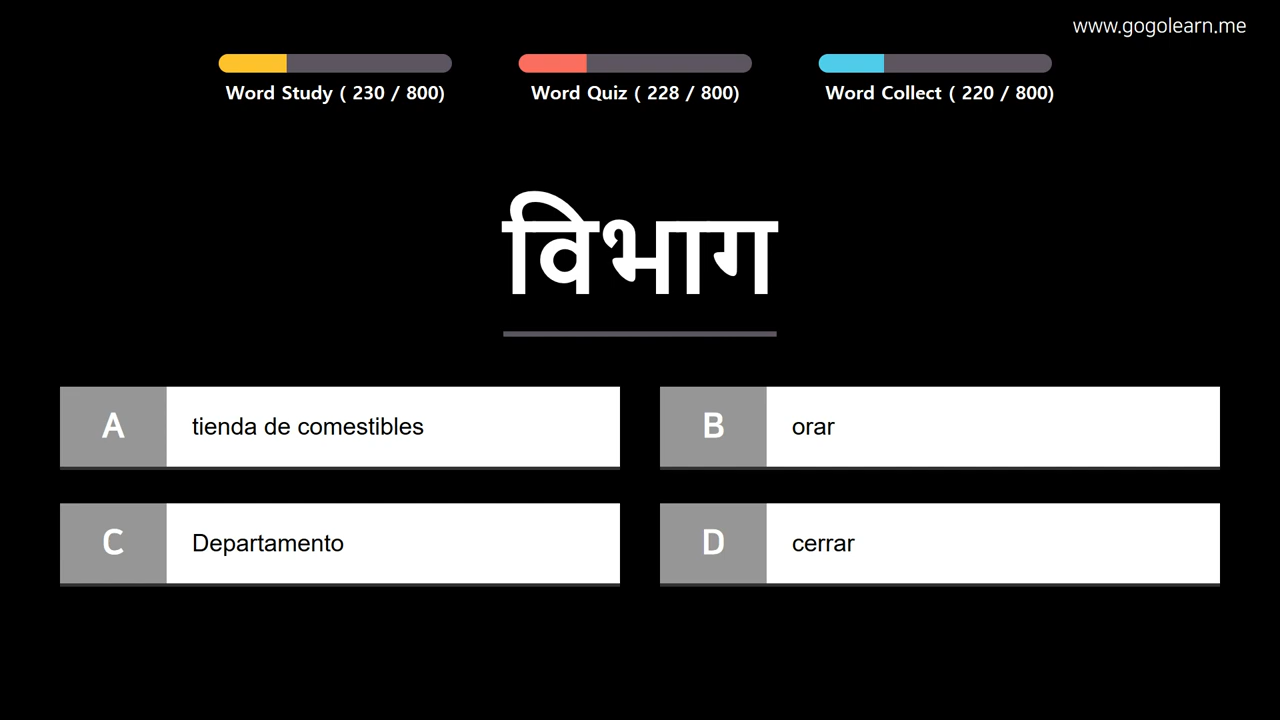 www.gogolearn.me
Word Study ( 230 / 800)
Word Quiz ( 228 / 800)
Word Collect ( 220 / 800)
विभाग
A tienda de comestibles
B orar
C Departamento
D cerrar